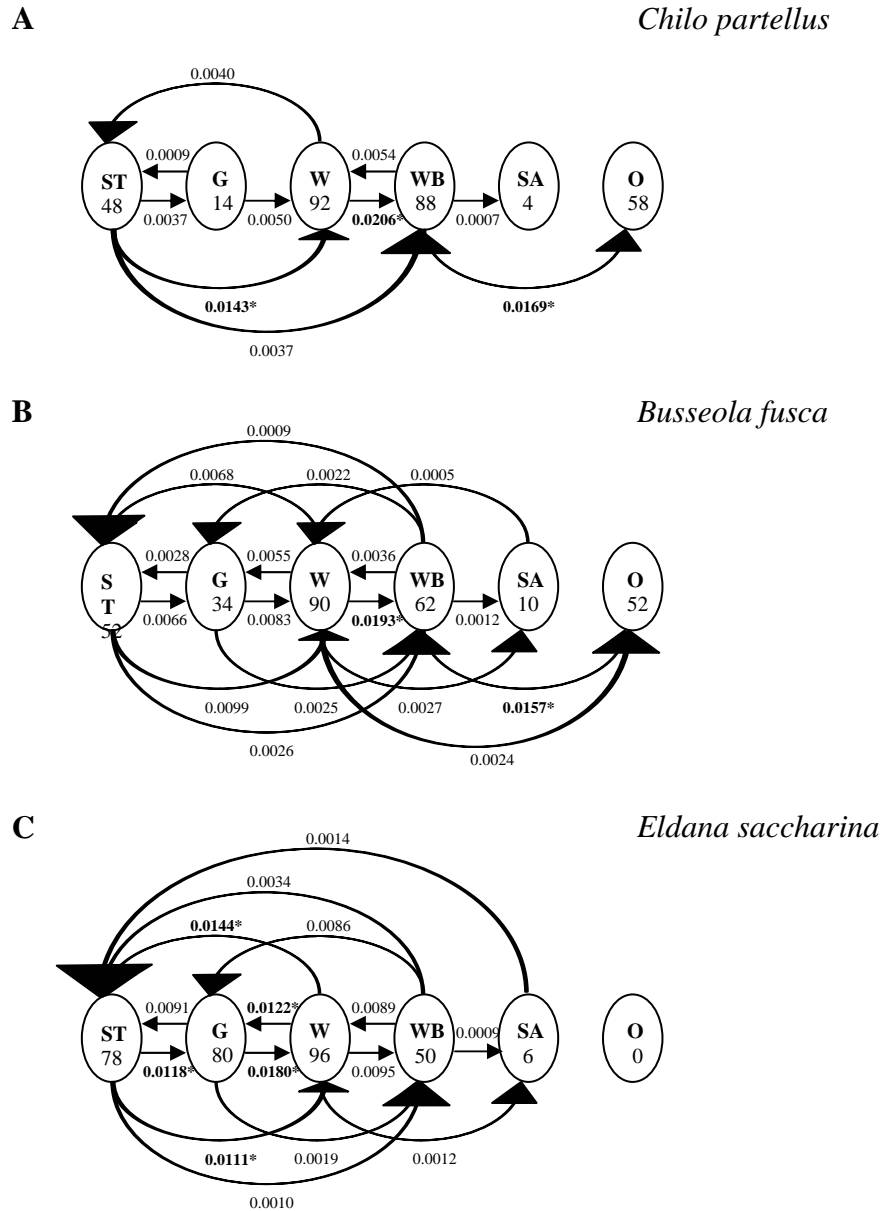 A Chilo partellus
0.0040
0.0009 0.0054
ST G W WB SA O
48 14 92 88 4 58
0.0037 0.0050 0.0206* 0.0007
0.0143* 0.0169*
0.0037
B Busseola fusca
0.0009
0.0068 0.0022 0.0005
0.0028 0.0055 0.0036
S G W WB SA O
T 34 90 62 10 52
52
0.0066 0.0083 0.0193* 0.0012
0.0099 0.0025 0.0027 0.0157*
0.0026 0.0024
C Eldana saccharina
0.0014
0.0034
0.0144* 0.0086
0.0091 0.0122* 0.0089 0.0009
ST G W WB SA O
78 80 96 50 6 0
0.0118* 0.0180* 0.0095
0.0111* 0.0019 0.0012
0.0010